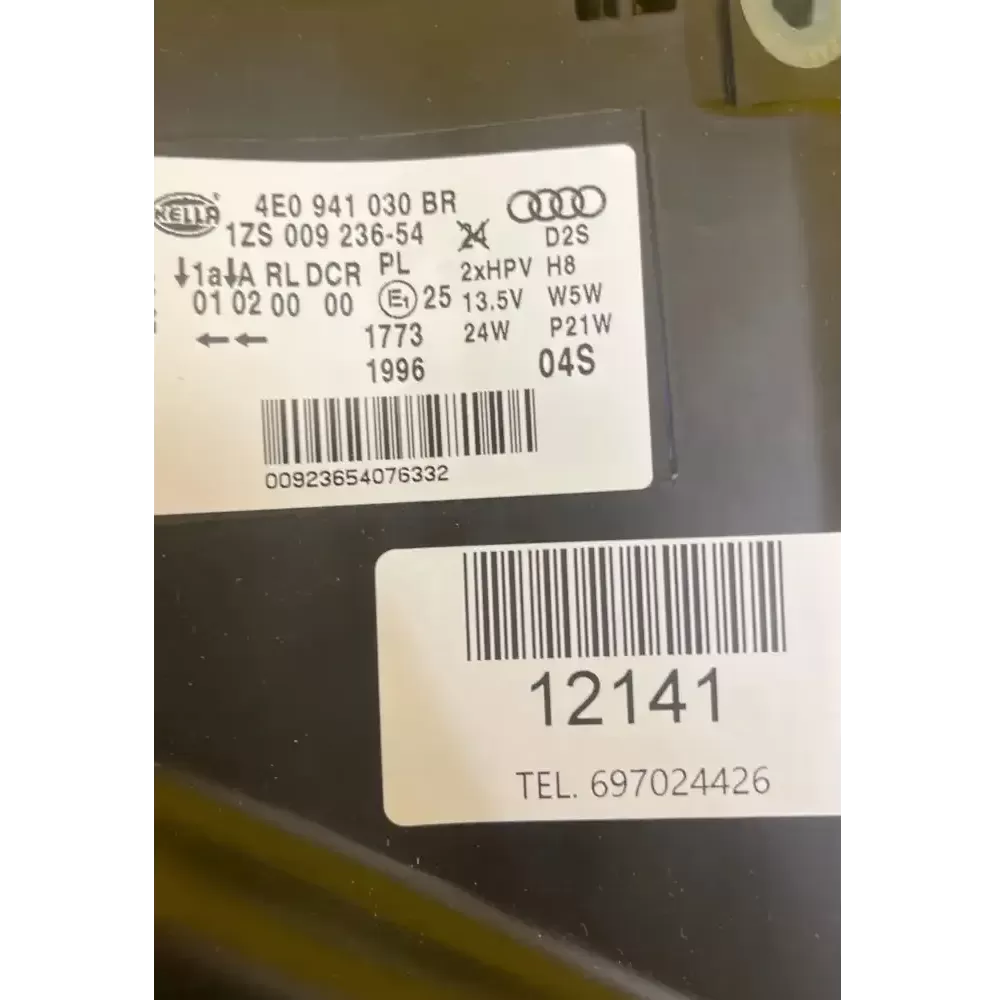 HELLA
4E0 941 030 BR
1ZS 009 236-54 24 D2S
1a A RL DCR PL 2xHPV H8
01 02 00 00 E1 25 13.5V W5W
1773 24W P21W
1996 04S
00923654076332
12141
TEL. 697024426